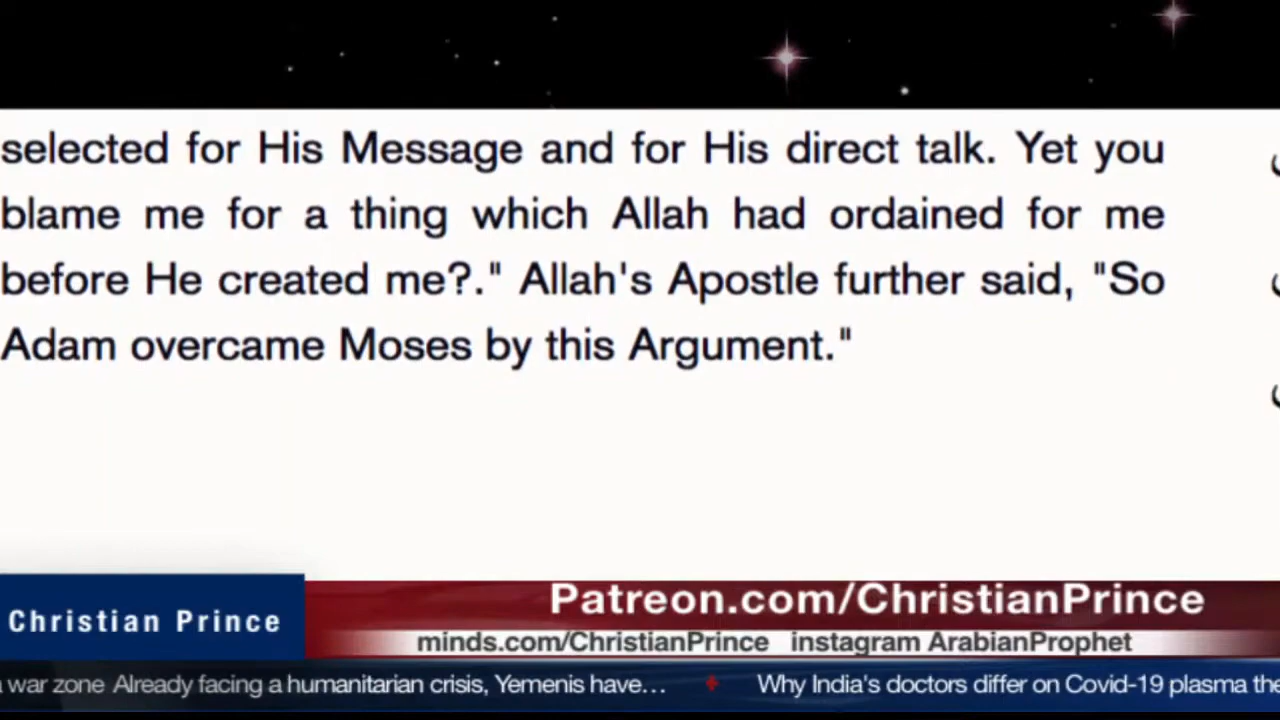 selected for His Message and for His direct talk. Yet you
blame me for a thing which Allah had ordained for me
before He created me?." Allah's Apostle further said, "So
Adam overcame Moses by this Argument."
Christian Prince
Patreon.com/ChristianPrince
minds.com/ChristianPrince instagram ArabianProphet
war zone Already facing a humanitarian crisis, Yemenis have... Why India's doctors differ on Covid-19 plasma